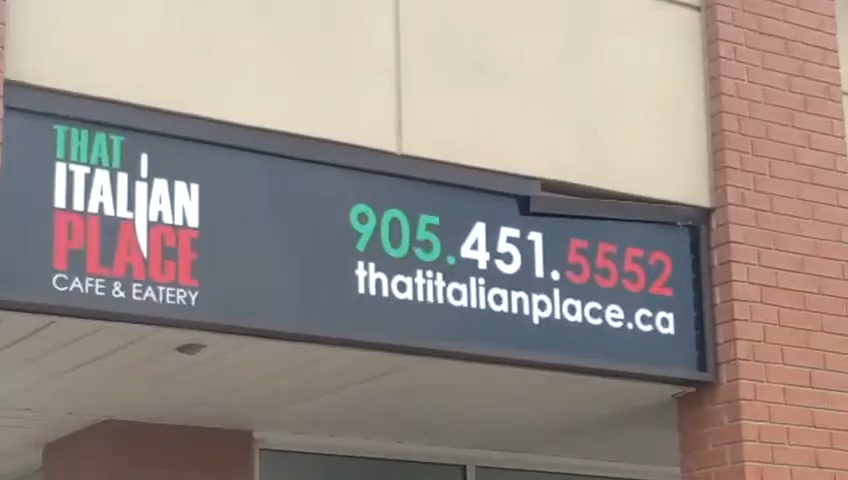 THAT
ITALIAN
PLACE
CAFE & EATERY
905.451.5552
thatitalianplace.ca